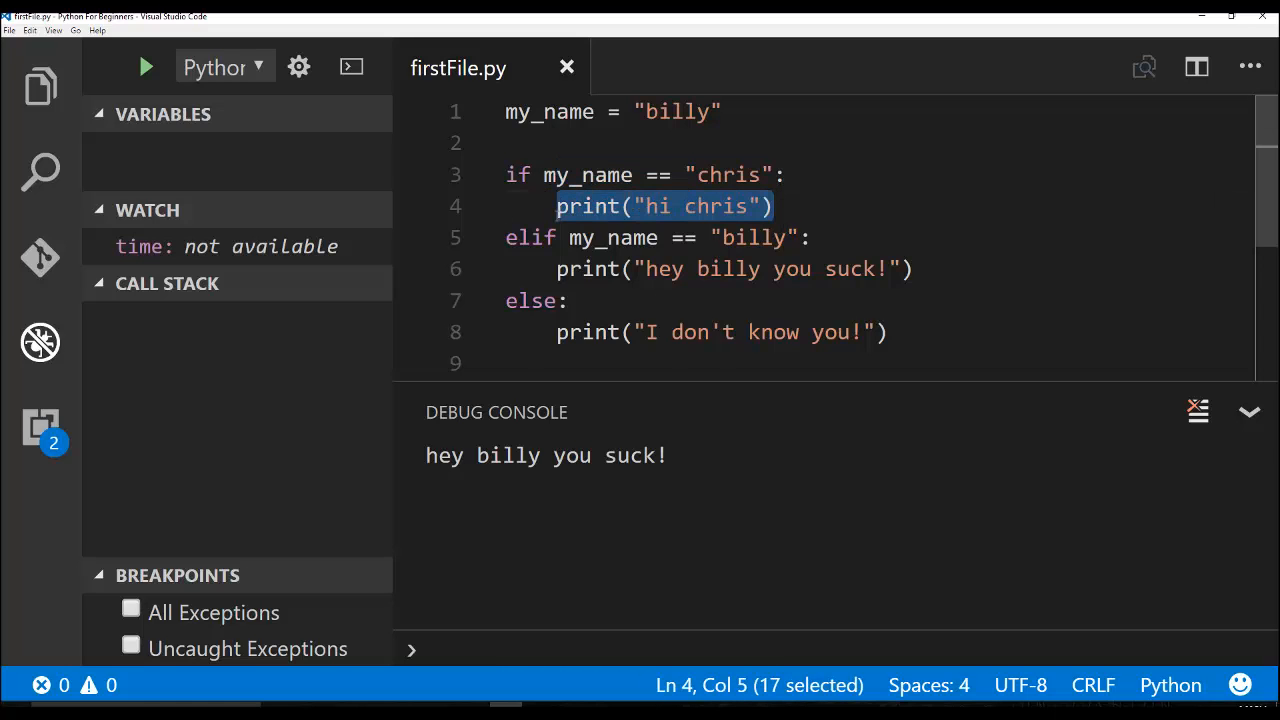 firstFile.py - Python For Beginners - Visual Studio Code
File Edit View Go Help
Python
firstFile.py
VARIABLES
WATCH
time: not available
CALL STACK
BREAKPOINTS
All Exceptions
Uncaught Exceptions
1 my_name = "billy"
2
3 if my_name == "chris":
4 print("hi chris")
5 elif my_name == "billy":
6 print("hey billy you suck!")
7 else:
8 print("I don't know you!")
9
DEBUG CONSOLE
hey billy you suck!
2
0 0
Ln 4, Col 5 (17 selected) Spaces: 4 UTF-8 CRLF Python